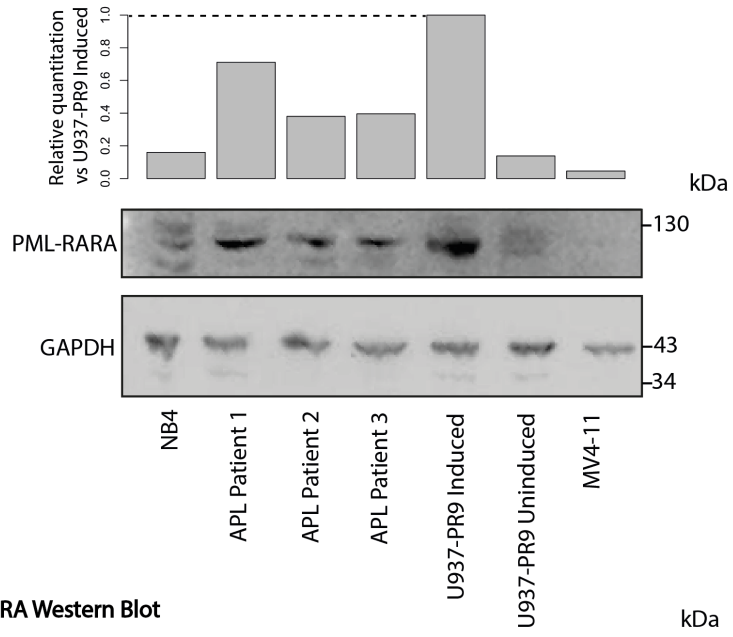 Relative quantitation
vs U937-PR9 Induced
1.0
0.8
0.6
0.4
0.2
0.0
kDa
PML-RARA
130
GAPDH
43
34
NB4
APL Patient 1
APL Patient 2
APL Patient 3
U937-PR9 Induced
U937-PR9 Uninduced
MV4-11
RA Western Blot
kDa